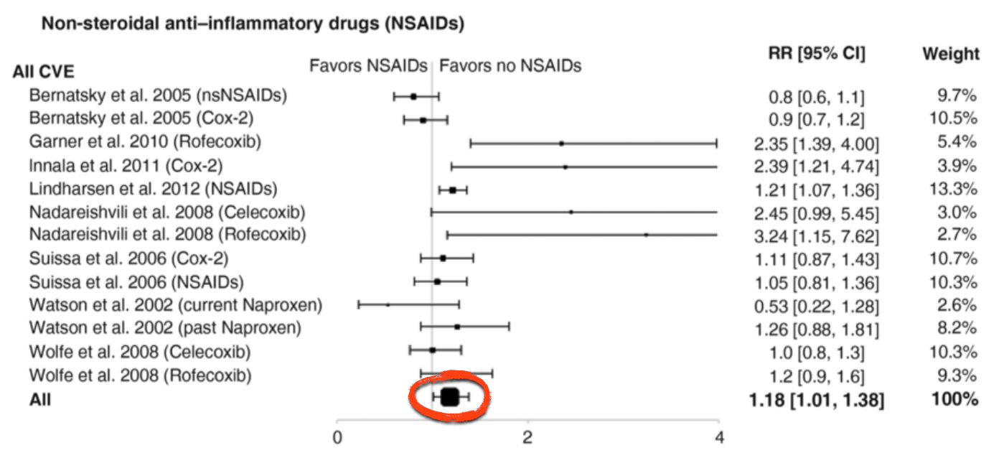 Non-steroidal anti–inflammatory drugs (NSAIDs)
RR [95% CI] Weight
All CVE Favors NSAIDs Favors no NSAIDs
Bernatsky et al. 2005 (nsNSAIDs) 0.8 [0.6, 1.1] 9.7%
Bernatsky et al. 2005 (Cox-2) 0.9 [0.7, 1.2] 10.5%
Garner et al. 2010 (Rofecoxib) 2.35 [1.39, 4.00] 5.4%
Innala et al. 2011 (Cox-2) 2.39 [1.21, 4.74] 3.9%
Lindharsen et al. 2012 (NSAIDs) 1.21 [1.07, 1.36] 13.3%
Nadareishvili et al. 2008 (Celecoxib) 2.45 [0.99, 5.45] 3.0%
Nadareishvili et al. 2008 (Rofecoxib) 3.24 [1.15, 7.62] 2.7%
Suissa et al. 2006 (Cox-2) 1.11 [0.87, 1.43] 10.7%
Suissa et al. 2006 (NSAIDs) 1.05 [0.81, 1.36] 10.3%
Watson et al. 2002 (current Naproxen) 0.53 [0.22, 1.28] 2.6%
Watson et al. 2002 (past Naproxen) 1.26 [0.88, 1.81] 8.2%
Wolfe et al. 2008 (Celecoxib) 1.0 [0.8, 1.3] 10.3%
Wolfe et al. 2008 (Rofecoxib) 1.2 [0.9, 1.6] 9.3%
All 1.18 [1.01, 1.38] 100%
0 2 4